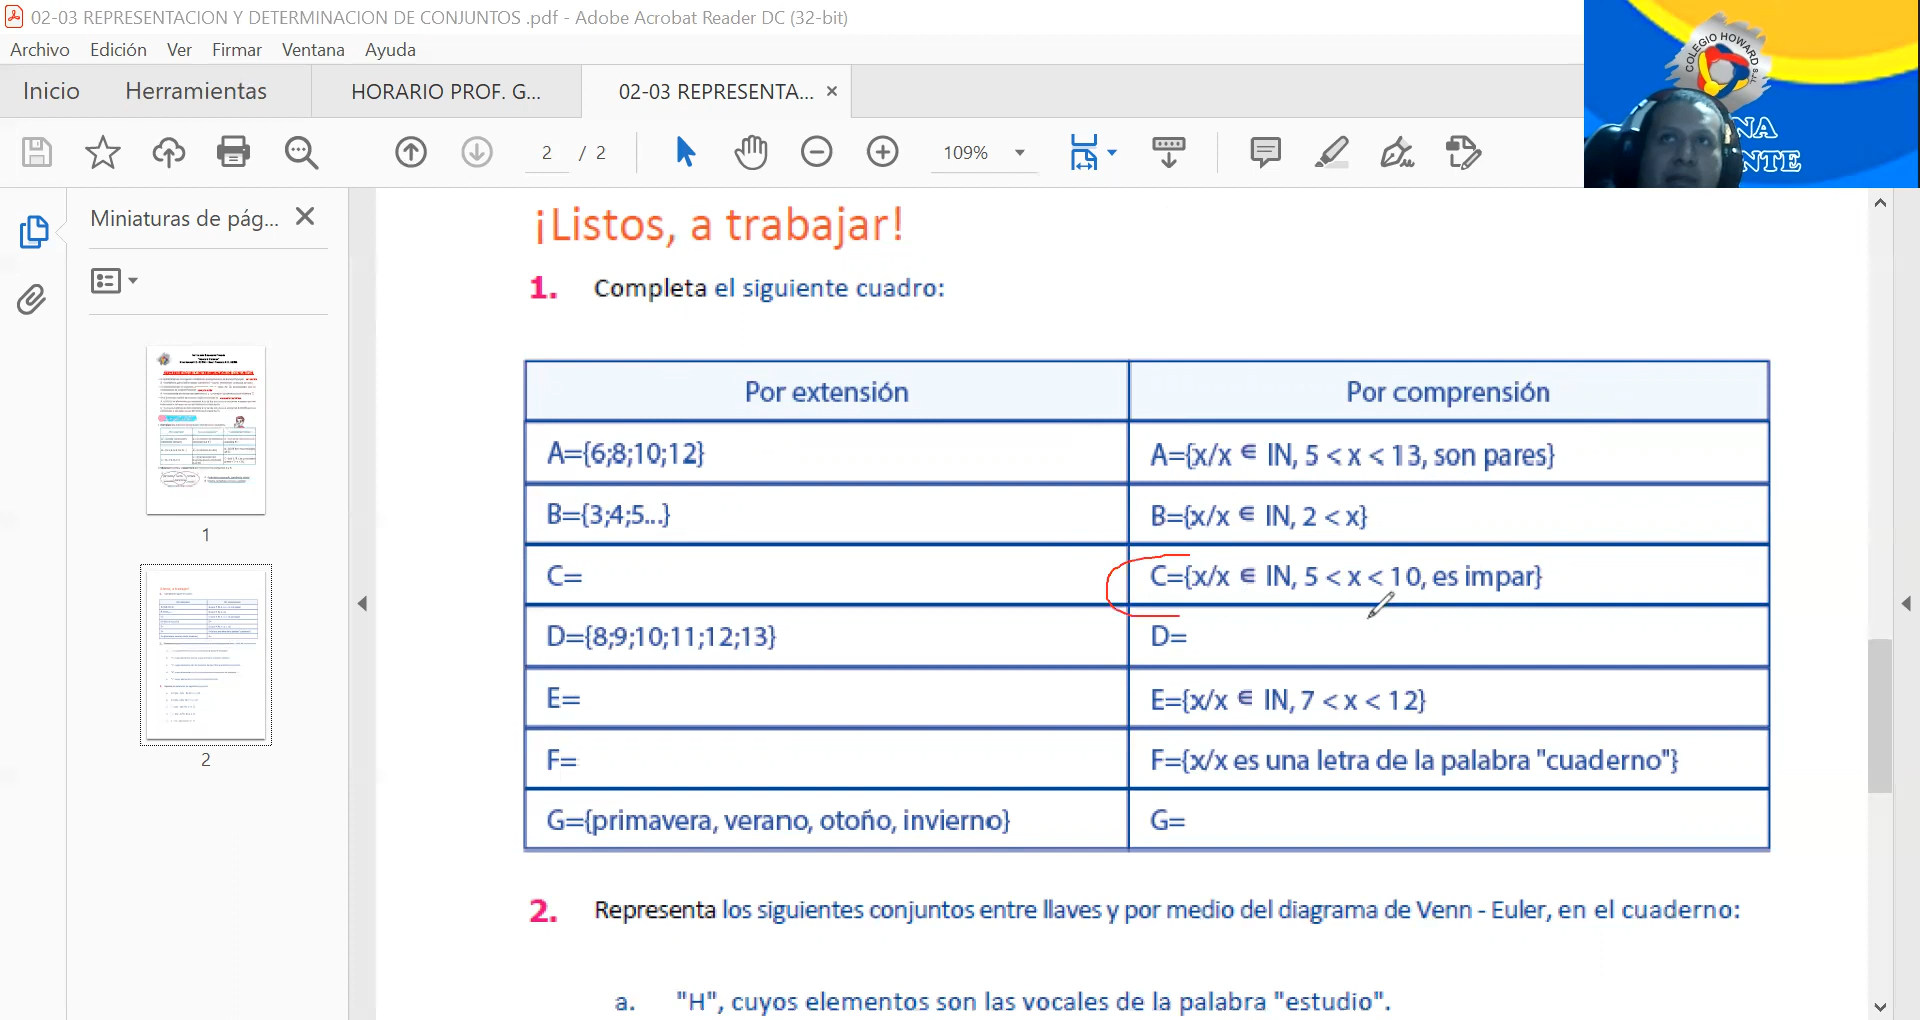 02-03 REPRESENTACION Y DETERMINACION DE CONJUNTOS .pdf - Adobe Acrobat Reader DC (32-bit)
Archivo Edición Ver Firmar Ventana Ayuda
Inicio Herramientas HORARIO PROF. G... 02-03 REPRESENTA... ×
2 / 2 109%
COLEGIO HOWARD S.J.L
NA
NTE
Miniaturas de pág...
1
2
¡Listos, a trabajar!
1. Completa el siguiente cuadro:
Por extensión Por comprensión
A={6;8;10;12} A={x/x ∈ IN, 5 < x < 13, son pares}
B={3;4;5...} B={x/x ∈ IN, 2 < x}
C= C={x/x ∈ IN, 5 < x < 10, es impar}
D={8;9;10;11;12;13} D=
E= E={x/x ∈ IN, 7 < x < 12}
F= F={x/x es una letra de la palabra "cuaderno"}
G={primavera, verano, otoño, invierno} G=
2. Representa los siguientes conjuntos entre llaves y por medio del diagrama de Venn - Euler, en el cuaderno:
a. "H", cuyos elementos son las vocales de la palabra "estudio".